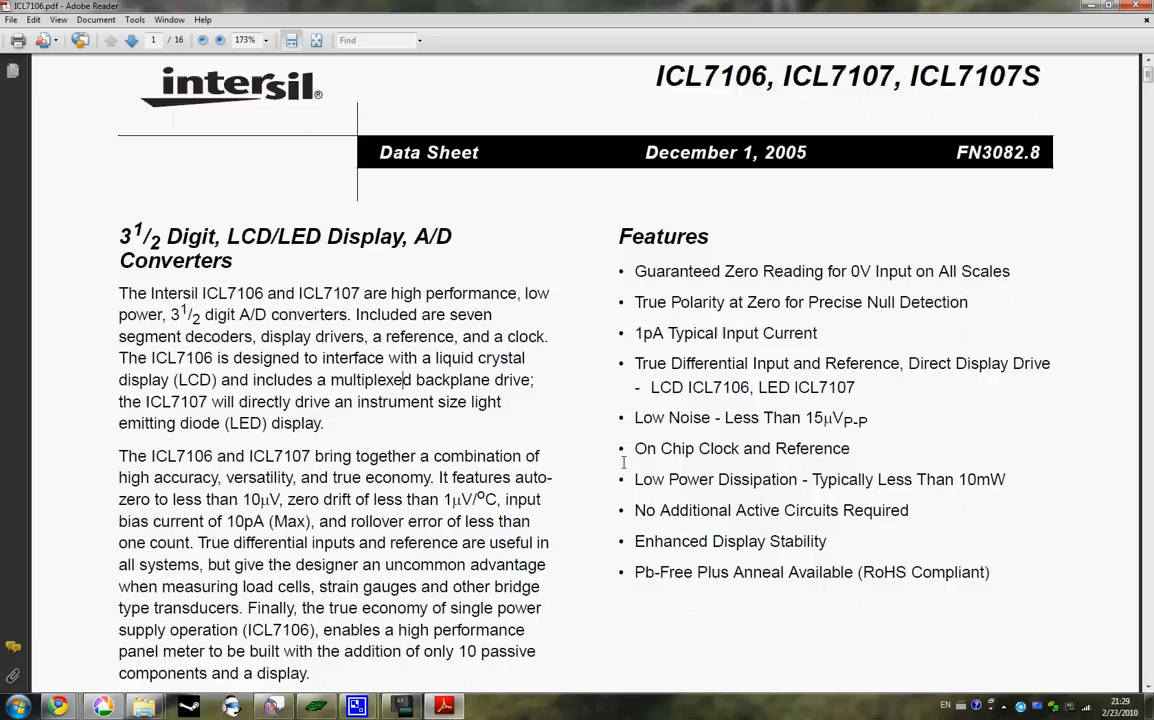 ICL7106.pdf - Adobe Reader
File Edit View Document Tools Window Help
1 / 16 173% Find
intersil®
ICL7106, ICL7107, ICL7107S
Data Sheet December 1, 2005 FN3082.8
3 1/2 Digit, LCD/LED Display, A/D
Converters
The Intersil ICL7106 and ICL7107 are high performance, low
power, 3 1/2 digit A/D converters. Included are seven
segment decoders, display drivers, a reference, and a clock.
The ICL7106 is designed to interface with a liquid crystal
display (LCD) and includes a multiplexed backplane drive;
the ICL7107 will directly drive an instrument size light
emitting diode (LED) display.
The ICL7106 and ICL7107 bring together a combination of
high accuracy, versatility, and true economy. It features auto-
zero to less than 10μV, zero drift of less than 1μV/°C, input
bias current of 10pA (Max), and rollover error of less than
one count. True differential inputs and reference are useful in
all systems, but give the designer an uncommon advantage
when measuring load cells, strain gauges and other bridge
type transducers. Finally, the true economy of single power
supply operation (ICL7106), enables a high performance
panel meter to be built with the addition of only 10 passive
components and a display.
Features
• Guaranteed Zero Reading for 0V Input on All Scales
• True Polarity at Zero for Precise Null Detection
• 1pA Typical Input Current
• True Differential Input and Reference, Direct Display Drive
- LCD ICL7106, LED lCL7107
• Low Noise - Less Than 15μVP-P
• On Chip Clock and Reference
• Low Power Dissipation - Typically Less Than 10mW
• No Additional Active Circuits Required
• Enhanced Display Stability
• Pb-Free Plus Anneal Available (RoHS Compliant)
EN
21:29
2/23/2010